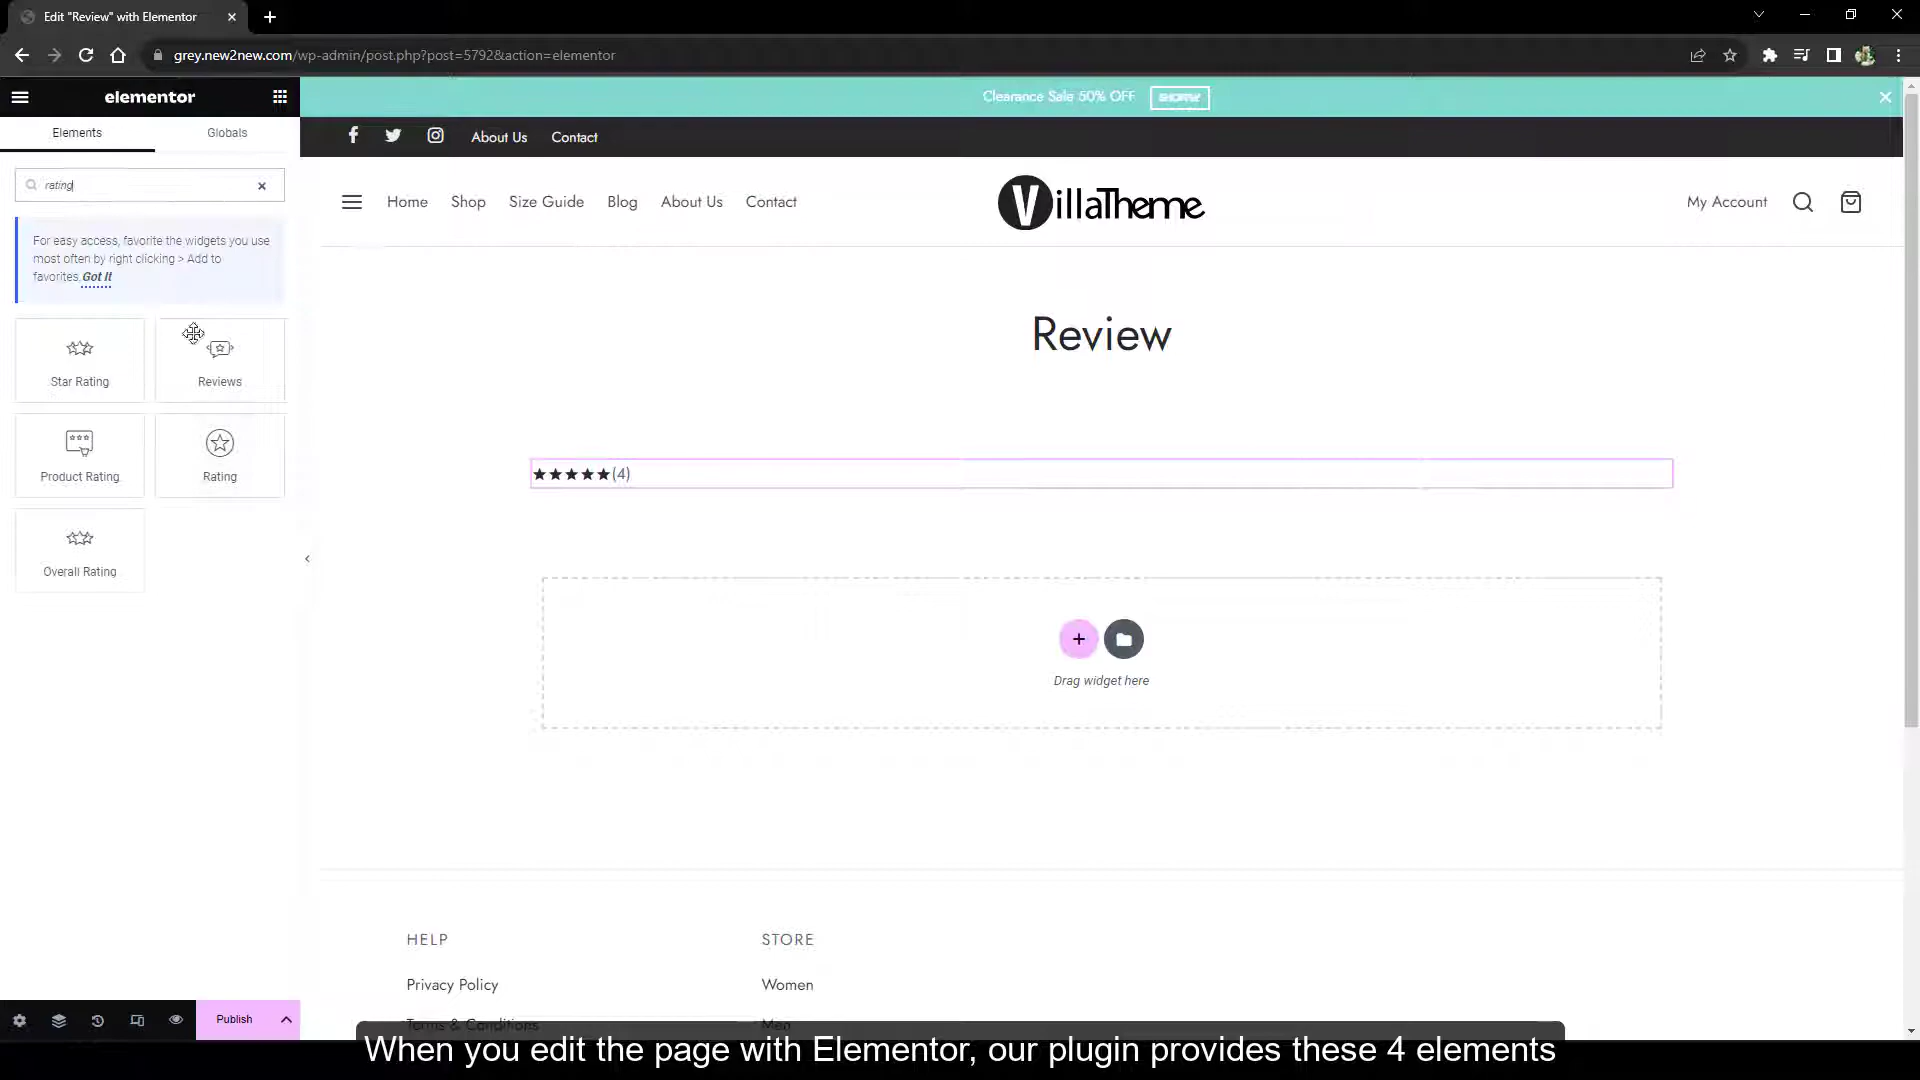 Edit "Review" with Elementor
grey.new2new.com/wp-admin/post.php?post=5792&action=elementor
elementor
Clearance Sale 50% OFF
Elements
Globals
About Us
Contact
rating
Home
Shop
Size Guide
Blog
About Us
Contact
VillaTheme
My Account
For easy access, favorite the widgets you use
most often by right clicking > Add to
favorites Got It
Review
Star Rating
Reviews
Product Rating
Rating
(4)
Overall Rating
Drag widget here
HELP
STORE
Privacy Policy
Women
Terms & Conditions
Men
Publish
When you edit the page with Elementor, our plugin provides these 4 elements